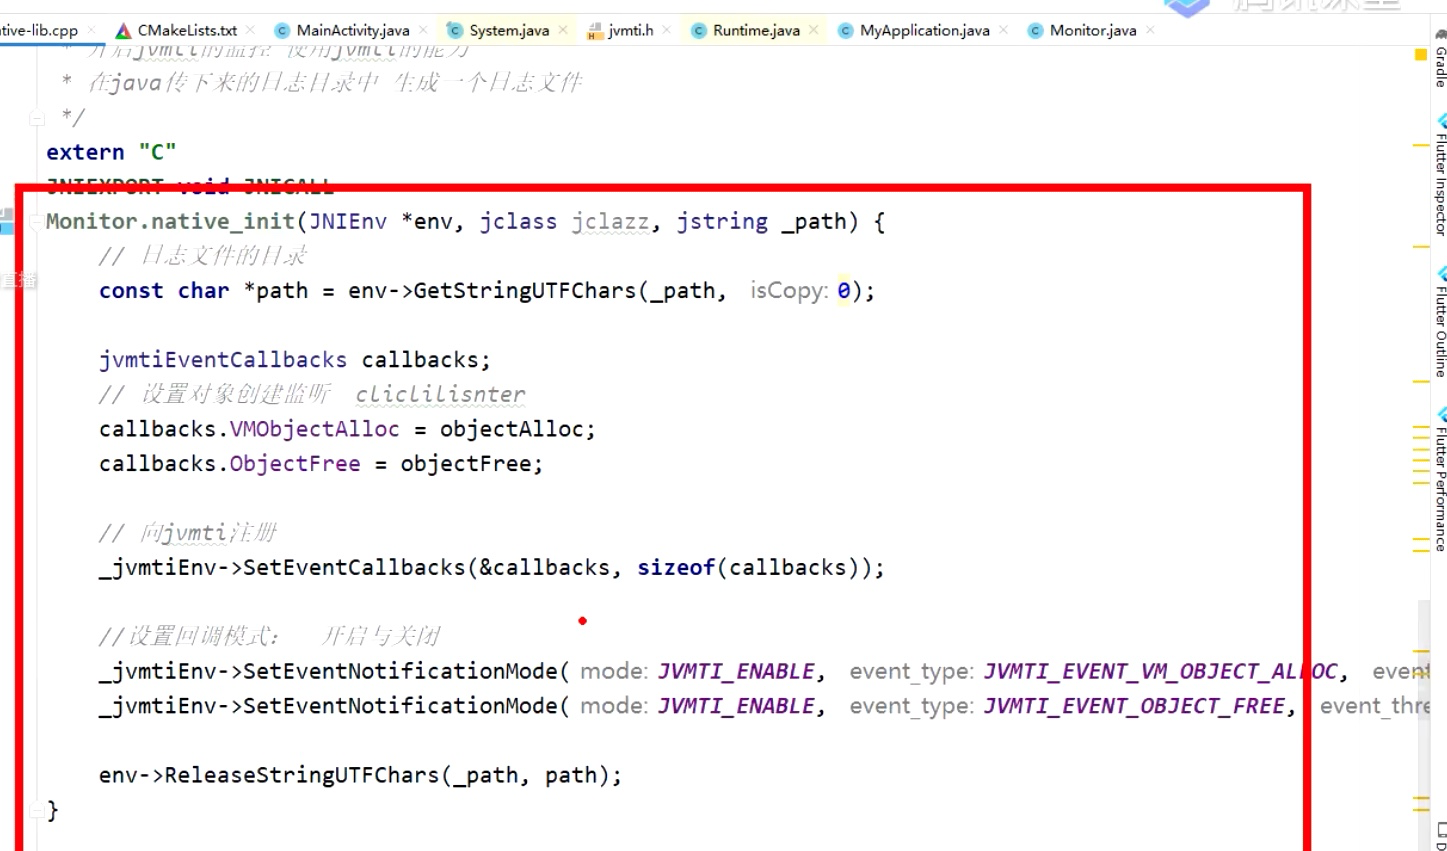 tive-lib.cpp CMakeLists.txt MainActivity.java System.java jvmti.h Runtime.java MyApplication.java Monitor.java
* 开启jvmti的监控 使用jvmti的能力
* 在java传下来的日志目录中 生成一个日志文件
*/
extern "C"
JNIEXPORT void JNICALL
Monitor.native_init(JNIEnv *env, jclass jclazz, jstring _path) {
// 日志文件的目录
const char *path = env->GetStringUTFChars(_path, isCopy: 0);
jvmtiEventCallbacks callbacks;
// 设置对象创建监听 cliclilisnter
callbacks.VMObjectAlloc = objectAlloc;
callbacks.ObjectFree = objectFree;
// 向jvmti注册
_jvmtiEnv->SetEventCallbacks(&callbacks, sizeof(callbacks));
//设置回调模式： 开启与关闭
_jvmtiEnv->SetEventNotificationMode( mode: JVMTI_ENABLE, event_type: JVMTI_EVENT_VM_OBJECT_ALLOC, event
_jvmtiEnv->SetEventNotificationMode( mode: JVMTI_ENABLE, event_type: JVMTI_EVENT_OBJECT_FREE, event_thre
env->ReleaseStringUTFChars(_path, path);
}
直播
腾讯课堂
Gradle
Flutter Inspector
Flutter Outline
Flutter Performance